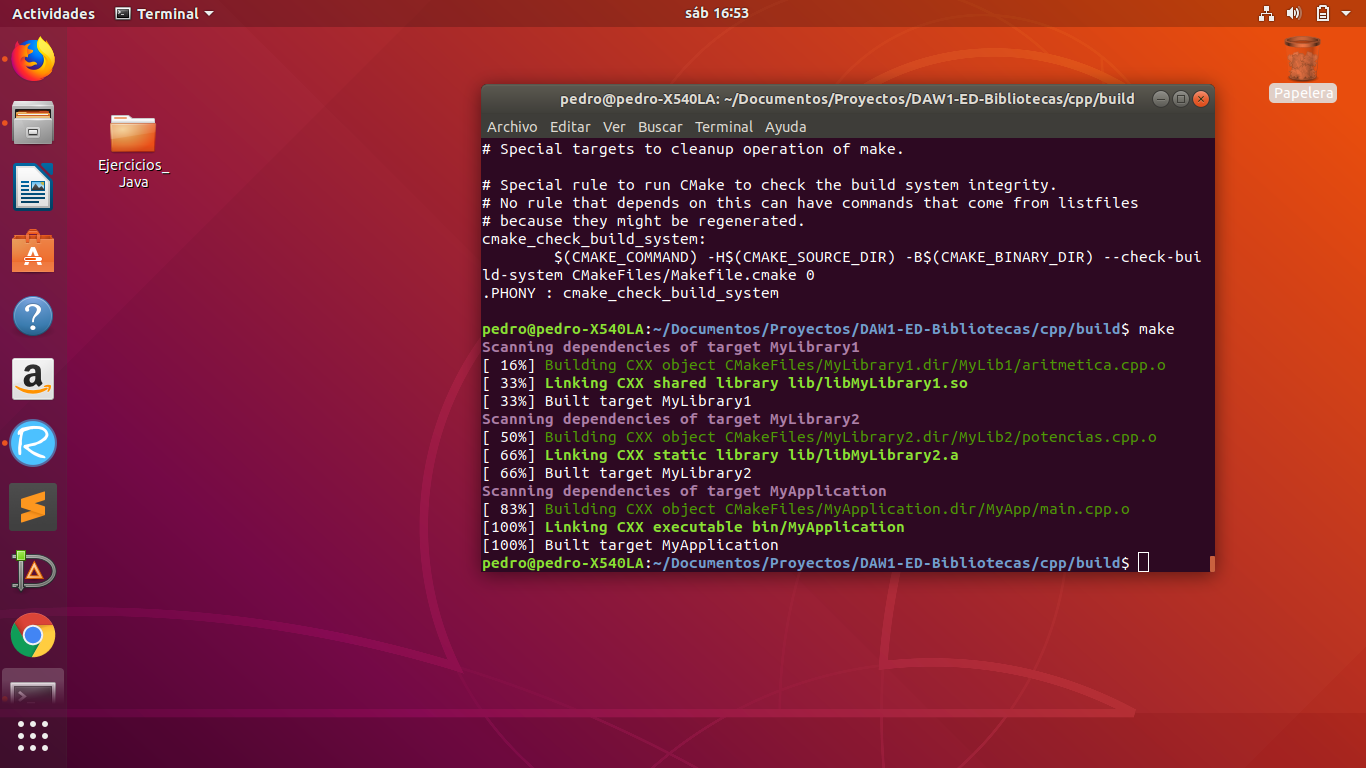 Actividades Terminal sáb 16:53
Papelera
Ejercicios_
Java
pedro@pedro-X540LA: ~/Documentos/Proyectos/DAW1-ED-Bibliotecas/cpp/build
Archivo Editar Ver Buscar Terminal Ayuda
# Special targets to cleanup operation of make.
# Special rule to run CMake to check the build system integrity.
# No rule that depends on this can have commands that come from listfiles
# because they might be regenerated.
cmake_check_build_system:
$(CMAKE_COMMAND) -H$(CMAKE_SOURCE_DIR) -B$(CMAKE_BINARY_DIR) --check-bui
ld-system CMakeFiles/Makefile.cmake 0
.PHONY : cmake_check_build_system
pedro@pedro-X540LA:~/Documentos/Proyectos/DAW1-ED-Bibliotecas/cpp/build$ make
Scanning dependencies of target MyLibrary1
[ 16%] Building CXX object CMakeFiles/MyLibrary1.dir/MyLib1/aritmetica.cpp.o
[ 33%] Linking CXX shared library lib/libMyLibrary1.so
[ 33%] Built target MyLibrary1
Scanning dependencies of target MyLibrary2
[ 50%] Building CXX object CMakeFiles/MyLibrary2.dir/MyLib2/potencias.cpp.o
[ 66%] Linking CXX static library lib/libMyLibrary2.a
[ 66%] Built target MyLibrary2
Scanning dependencies of target MyApplication
[ 83%] Building CXX object CMakeFiles/MyApplication.dir/MyApp/main.cpp.o
[100%] Linking CXX executable bin/MyApplication
[100%] Built target MyApplication
pedro@pedro-X540LA:~/Documentos/Proyectos/DAW1-ED-Bibliotecas/cpp/build$